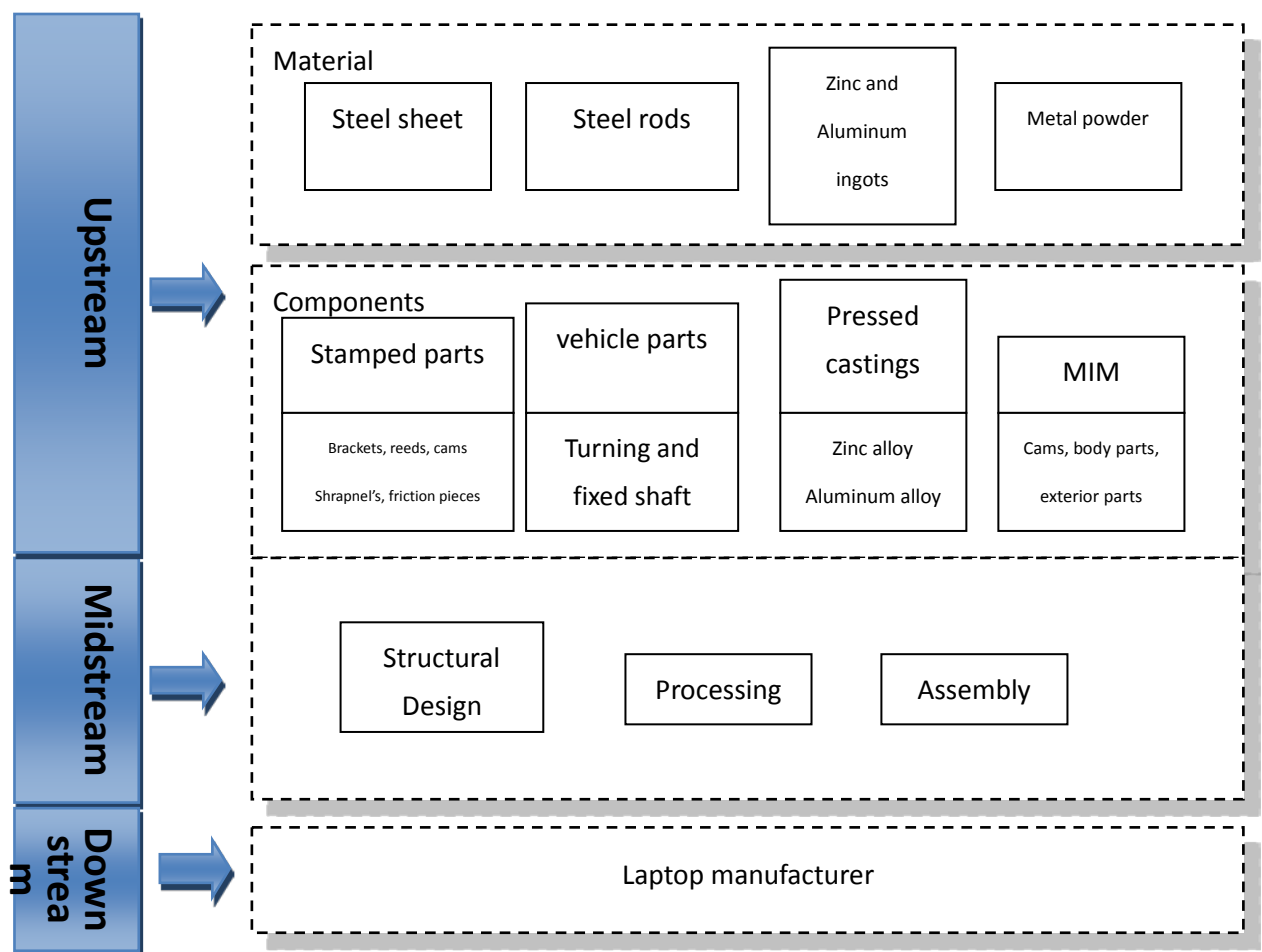 Upstream
Material
Steel sheet
Steel rods
Zinc and
Aluminum
ingots
Metal powder
Components
Stamped parts
Brackets, reeds, cams
Shrapnel's, friction pieces
vehicle parts
Turning and
fixed shaft
Pressed
castings
Zinc alloy
Aluminum alloy
MIM
Cams, body parts,
exterior parts
Midstream
Structural
Design
Processing
Assembly
Down
strea
m
Laptop manufacturer